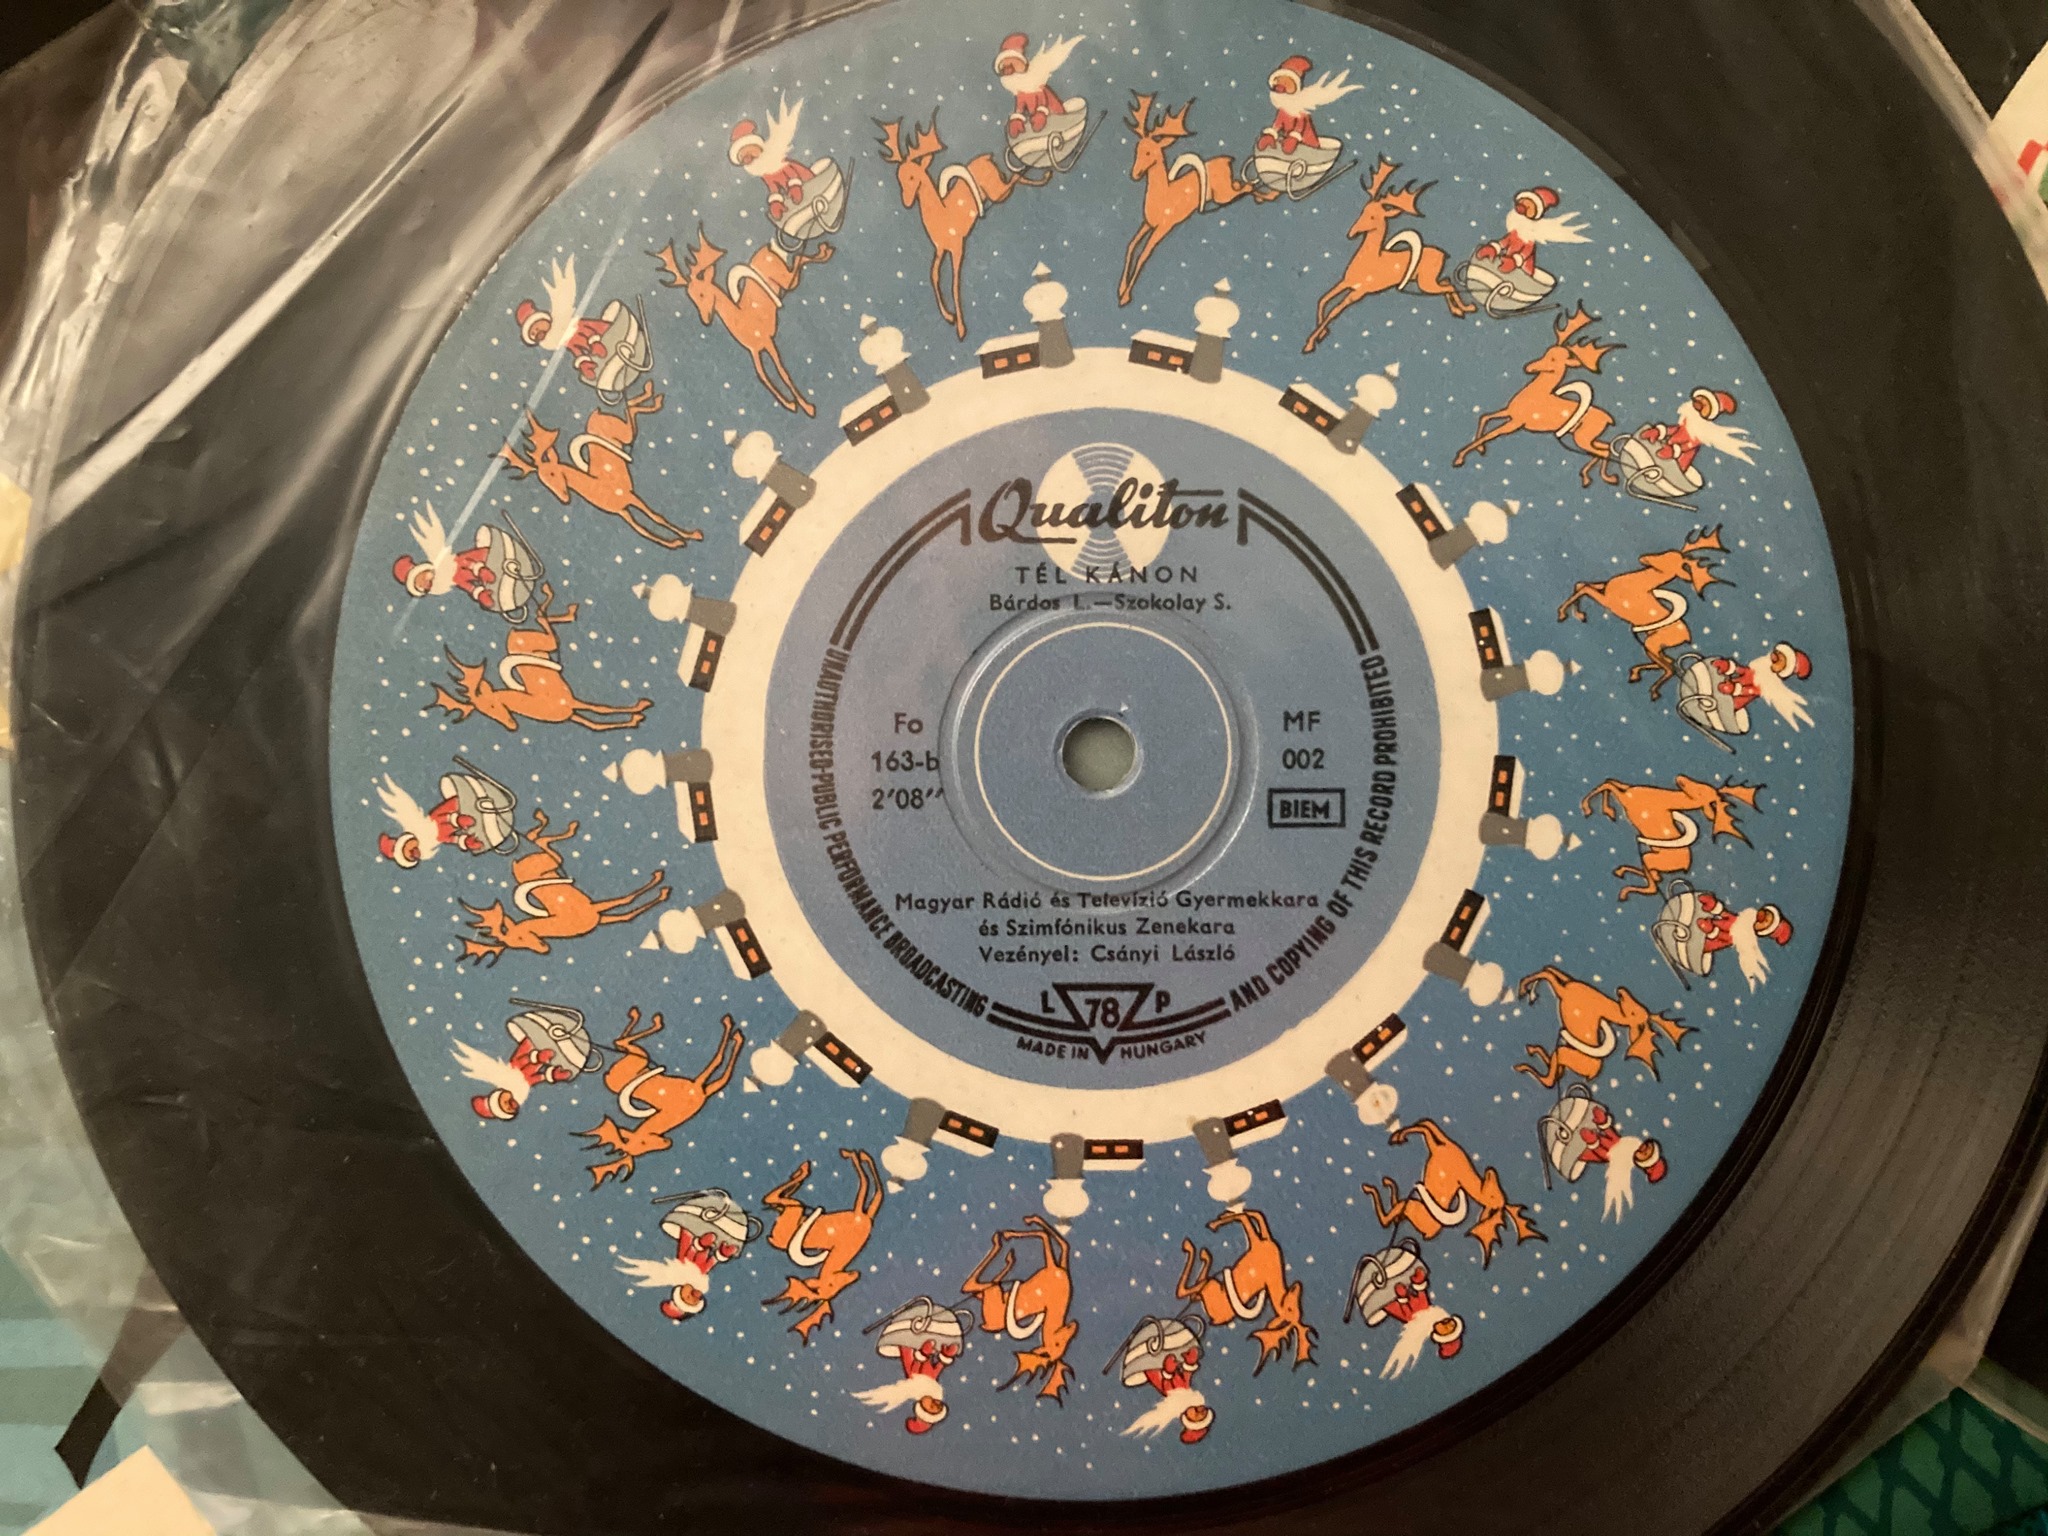 Qualiton
TÉL KÁNON
Bárdos L.—Szokolay S.
Fo
163-b
2'08''
MF
002
BIEM
Magyar Rádió és Televízió Gyermekkara
és Szimfónikus Zenekara
Vezényel: Csányi László
UNAUTHORISED-PUBLIC PERFORMANCE BROADCASTING AND COPYING OF THIS RECORD PROHIBITED
L 78 P
MADE IN HUNGARY